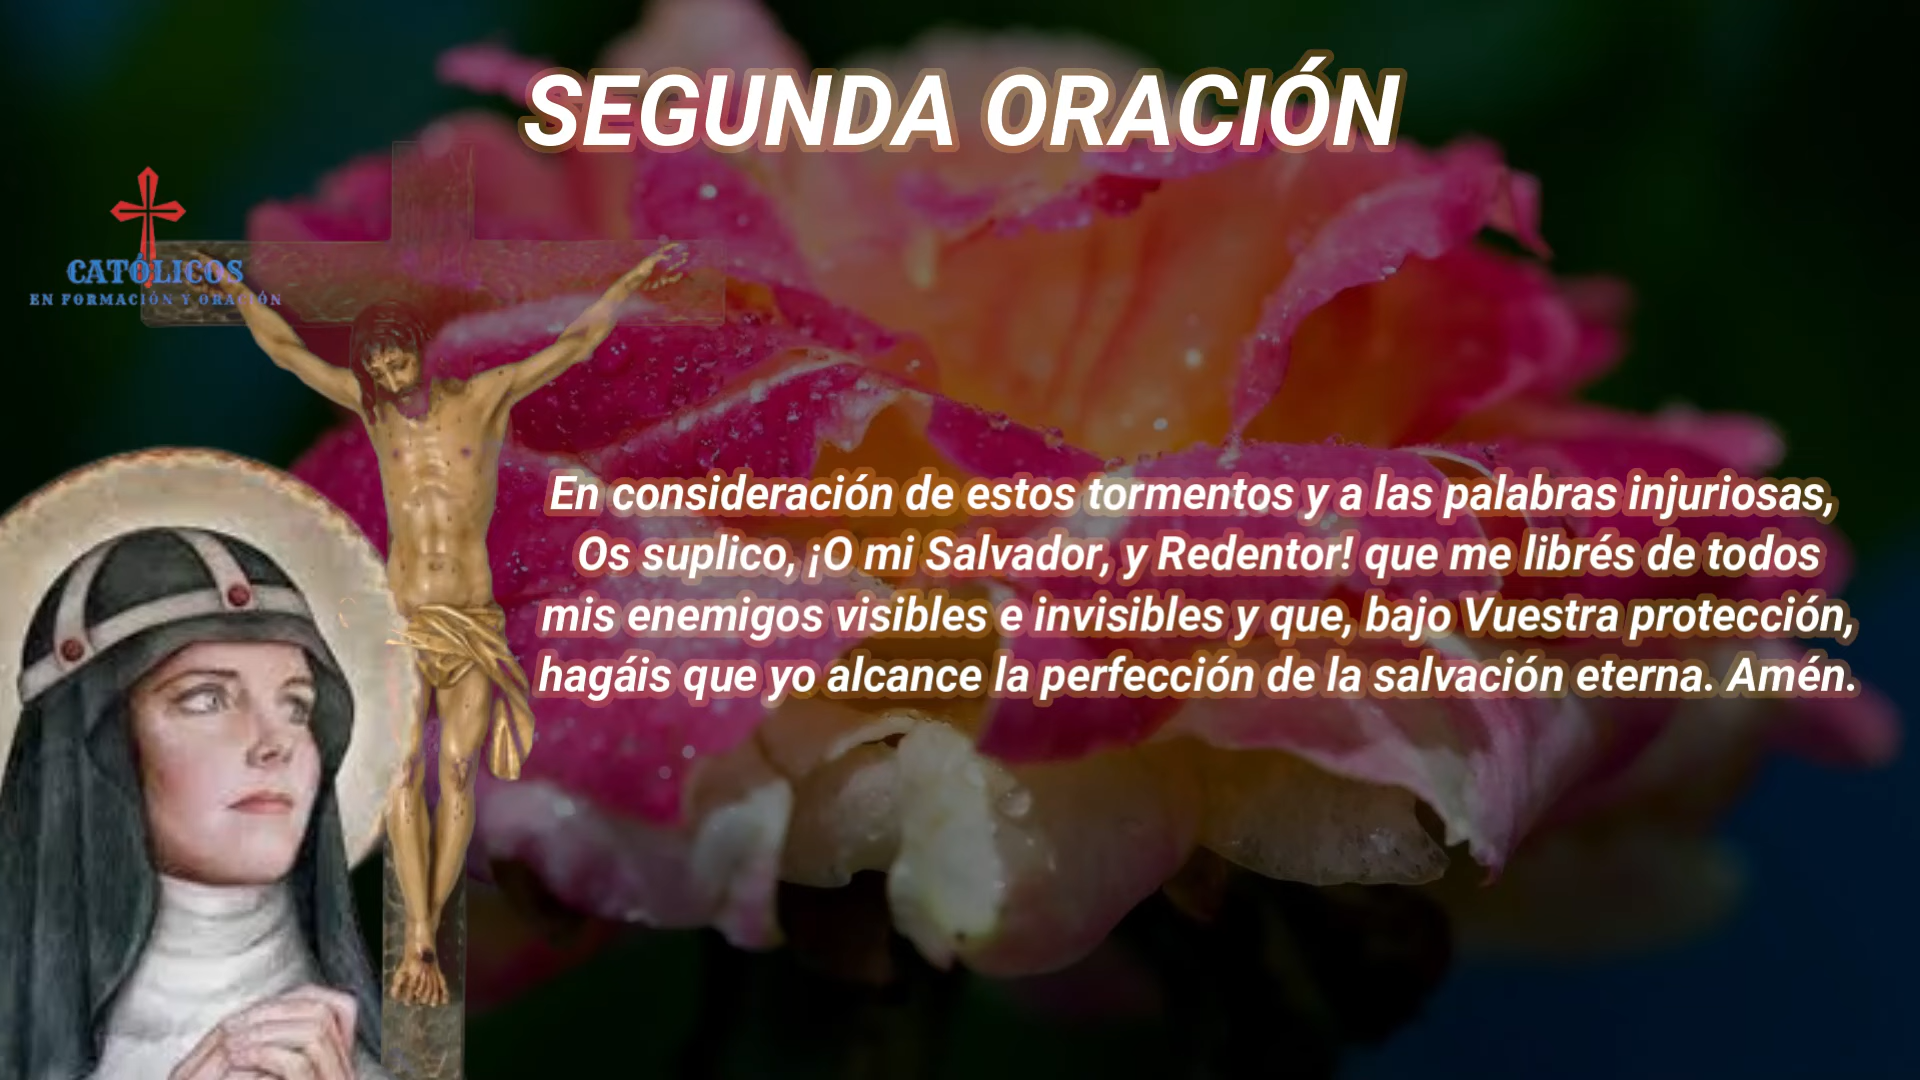 SEGUNDA ORACIÓN
CATÓLICOS
EN FORMACIÓN Y ORACIÓN
En consideración de estos tormentos y a las palabras injuriosas,
Os suplico, ¡O mi Salvador, y Redentor! que me librés de todos
mis enemigos visibles e invisibles y que, bajo Vuestra protección,
hagáis que yo alcance la perfección de la salvación eterna. Amén.